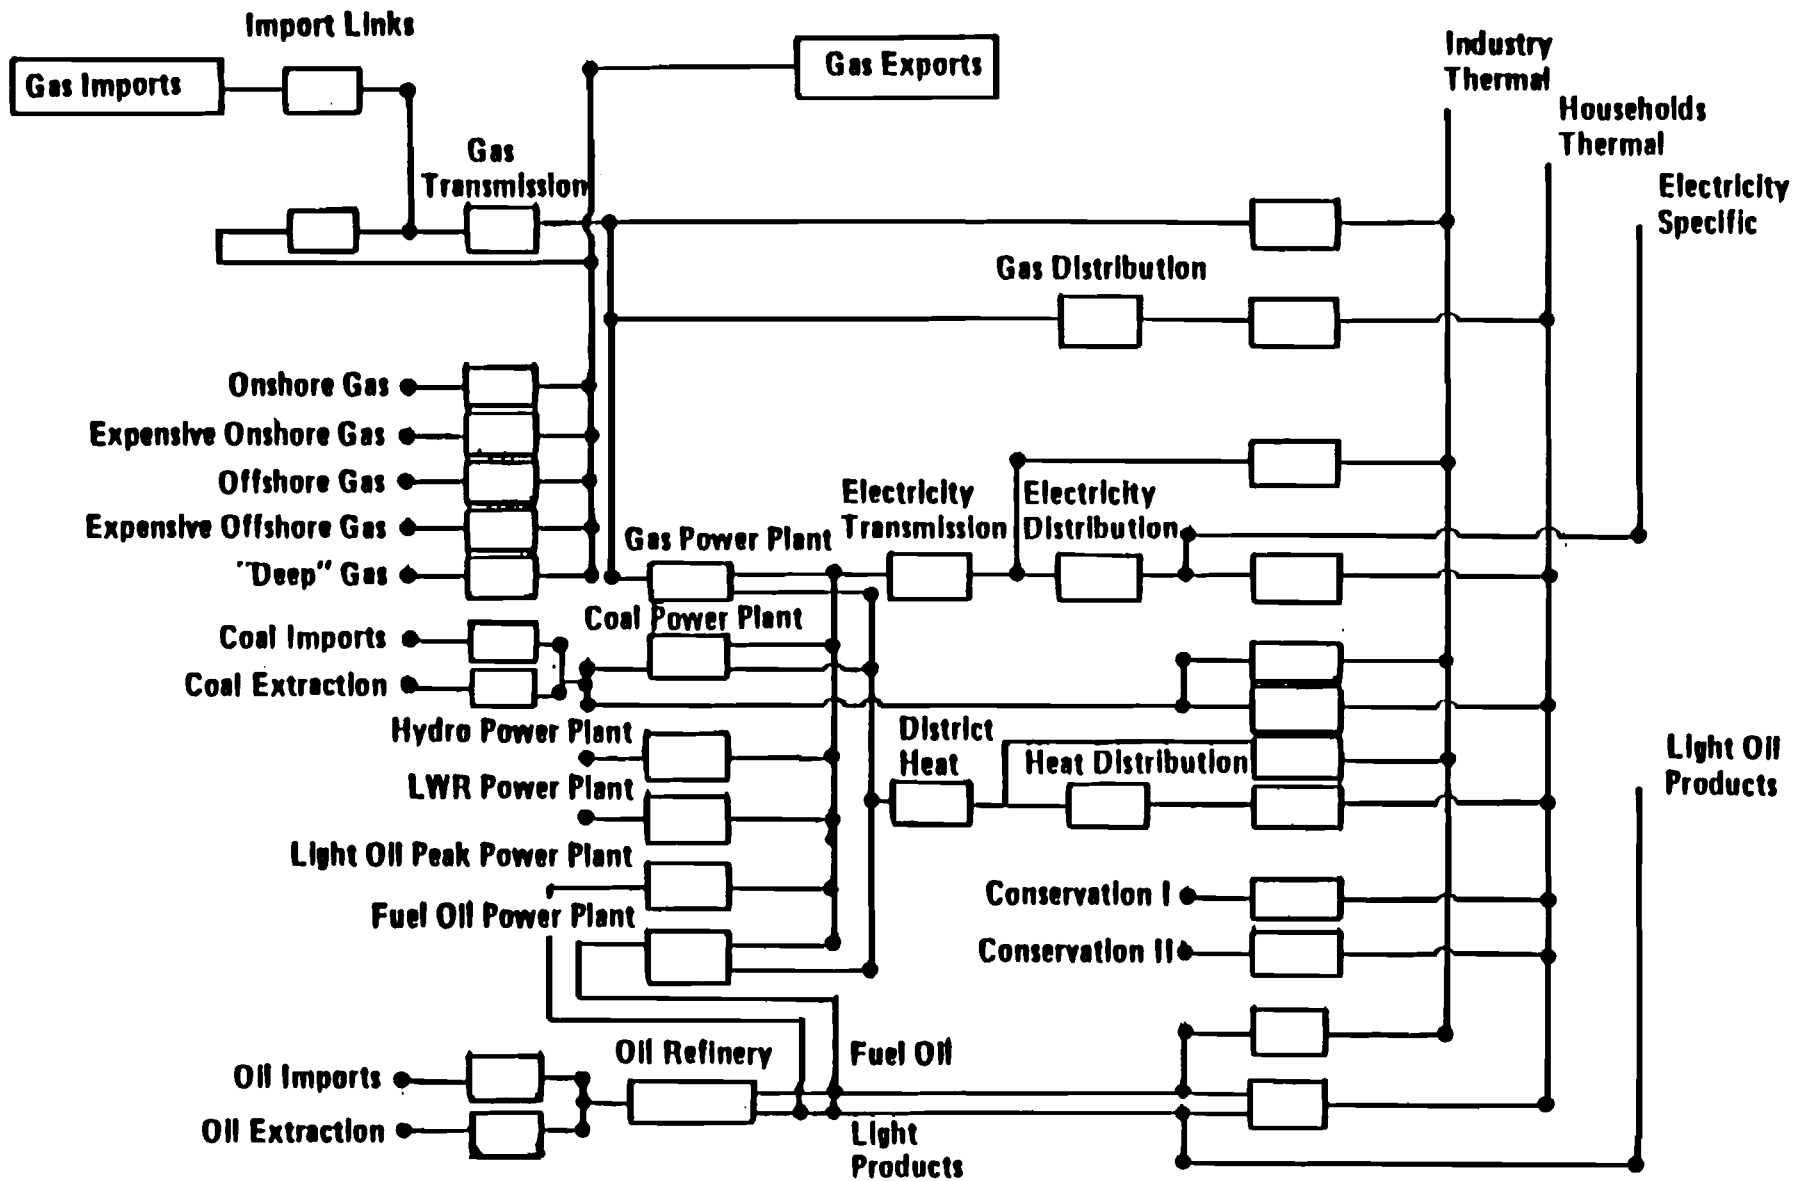 Import Links
Gas Imports
Gas Exports
Industry
Thermal
Households
Thermal
Electricity
Specific
Gas
Transmission
Gas Distribution
Onshore Gas
Expensive Onshore Gas
Offshore Gas
Expensive Offshore Gas
"Deep" Gas
Gas Power Plant
Electricity
Transmission
Electricity
Distribution
Coal Imports
Coal Extraction
Coal Power Plant
Hydro Power Plant
LWR Power Plant
Light Oil Peak Power Plant
Fuel Oil Power Plant
District
Heat
Heat Distribution
Light Oil
Products
Conservation I
Conservation II
Oil Imports
Oil Extraction
Oil Refinery
Fuel Oil
Light
Products